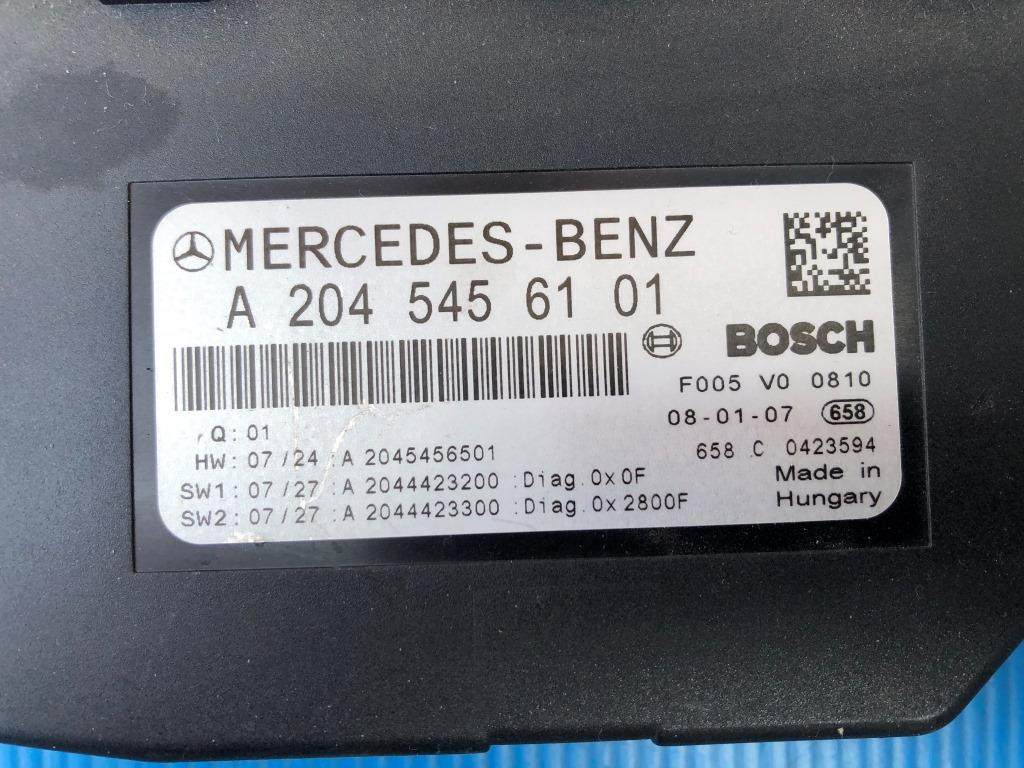 MERCEDES-BENZ
A 204 545 61 01
BOSCH
F005 V0 0810
08-01-07 658
658 C 0423594
Made in
Hungary
Q: 01
HW: 07/24 :A 2045456501
SW1: 07/27 :A 2044423200 :Diag.0x0F
SW2: 07/27 :A 2044423300 :Diag.0x2800F